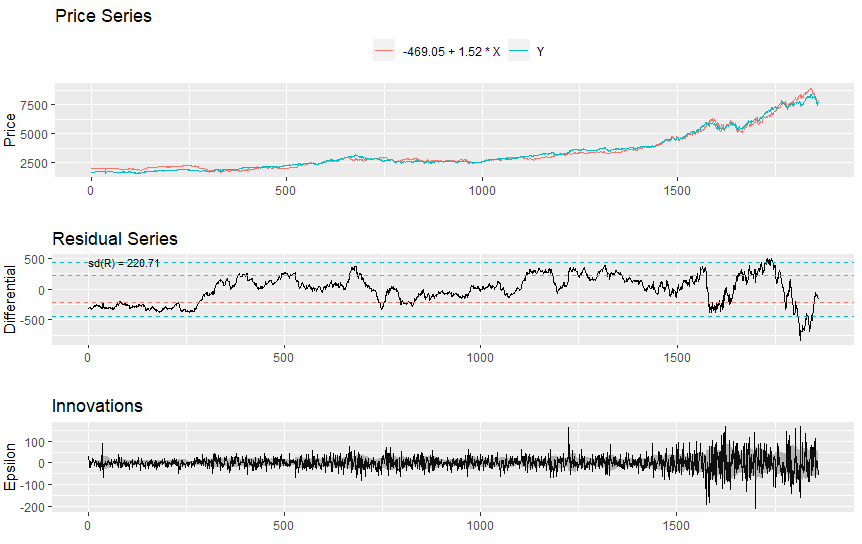 Price Series
-469.05 + 1.52 * X Y
Price
7500
5000
2500
0 500 1000 1500
Residual Series
sd(R) = 220.71
Differential
500
0
-500
0 500 1000 1500
Innovations
Epsilon
100
0
-100
-200
0 500 1000 1500